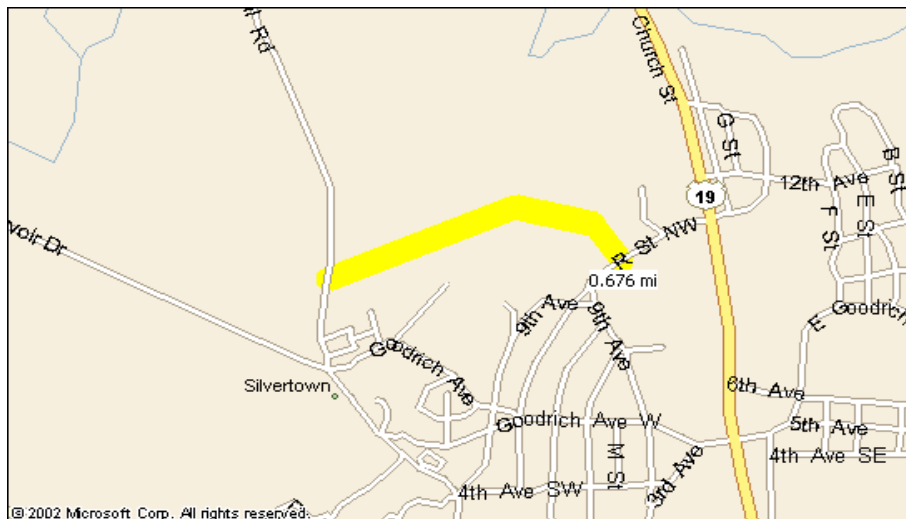 Rd
Church St
G St
B St
12th Ave
E St
F St
19
R St NW
voir Dr
0.676 mi
9th Ave
9th Ave
E Goodrich
Goodrich Ave
Silvertown
6th Ave
Goodrich Ave W
5th Ave
M St
4th Ave SE
3rd Ave
4th Ave SW
© 2002 Microsoft Corp. All rights reserved.